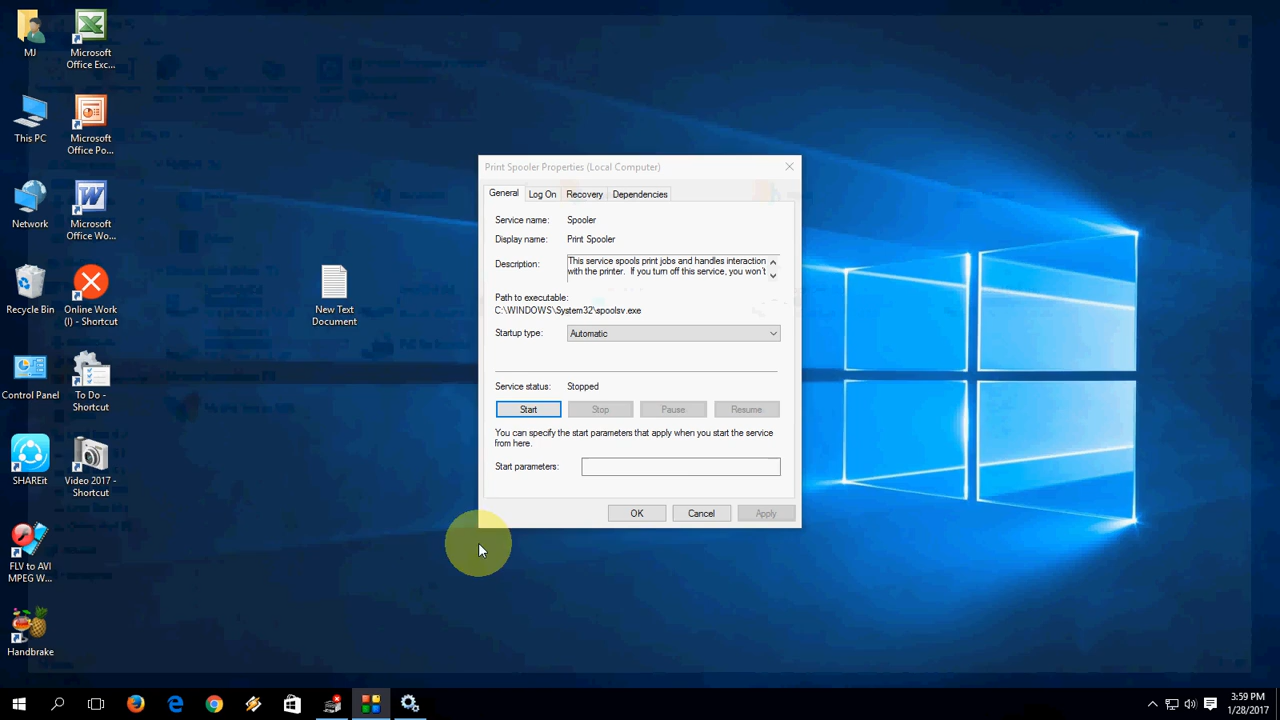 MJ
Microsoft
Office Exc...
This PC
Microsoft
Office Po...
Network
Microsoft
Office Wo...
Recycle Bin
Online Work
(I) - Shortcut
New Text
Document
Control Panel
To Do -
Shortcut
SHAREit
Video 2017 -
Shortcut
FLV to AVI
MPEG W...
Handbrake
Print Spooler Properties (Local Computer)
General
Log On
Recovery
Dependencies
Service name: Spooler
Display name: Print Spooler
Description: This service spools print jobs and handles interaction
with the printer. If you turn off this service, you won't
Path to executable:
C:\WINDOWS\System32\spoolsv.exe
Startup type: Automatic
Service status: Stopped
Start
Stop
Pause
Resume
You can specify the start parameters that apply when you start the service
from here.
Start parameters:
OK
Cancel
Apply
3:59 PM
1/28/2017